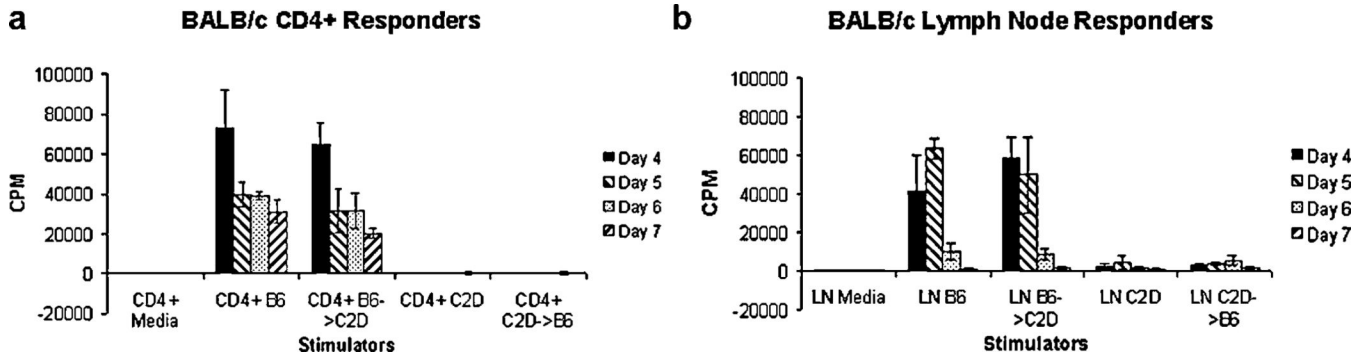 a
BALB/c CD4+ Responders
100000
80000
60000
40000
20000
0
-20000
CPM
CD4+
Media
CD4+ B6
CD4+ B6-
>C2D
CD4+ C2D
CD4+
C2D->B6
Stimulators
Day 4
Day 5
Day 6
Day 7
b
BALB/c Lymph Node Responders
100000
80000
60000
40000
20000
0
-20000
CPM
LN Media
LN B6
LN B6-
>C2D
LN C2D
LN C2D-
>B6
Stimulators
Day 4
Day 5
Day 6
Day 7